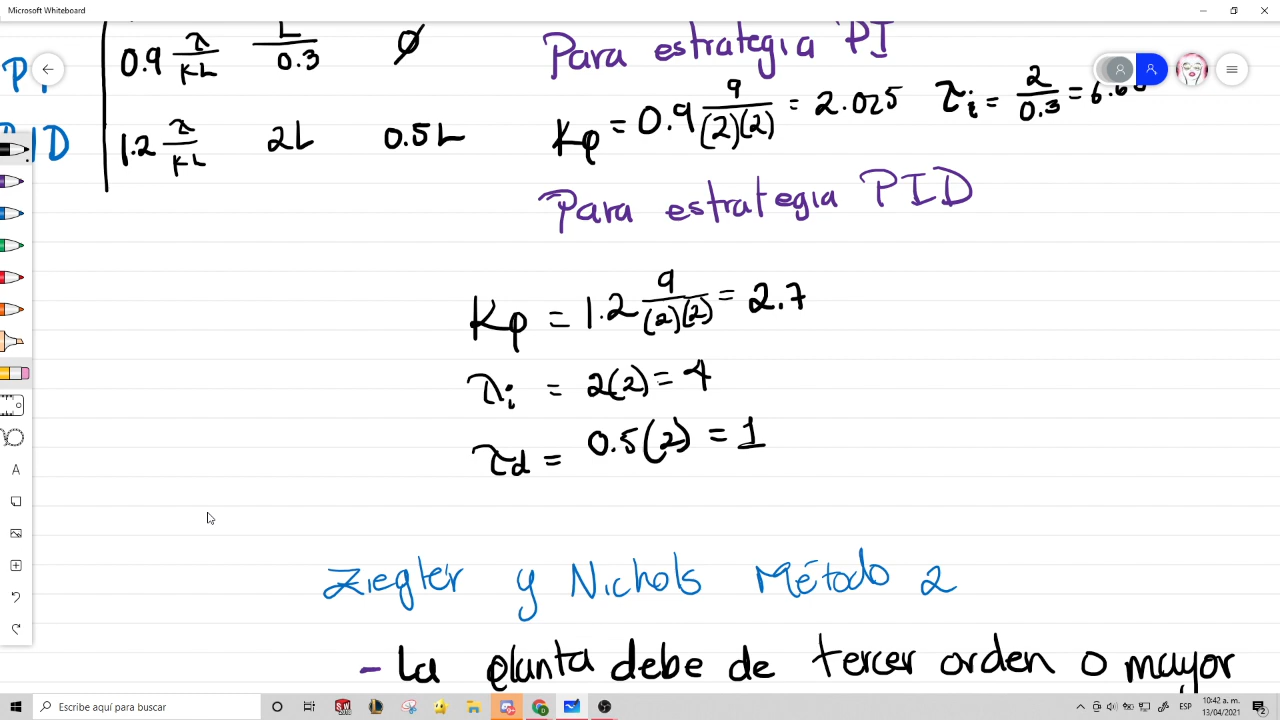 Microsoft Whiteboard
PI 0.9 τ/KL L/0.3 ∅
PID 1.2 τ/KL 2L 0.5L
Para estrategia PI
Kp = 0.9 9/(2)(2) = 2.025 τi = 2/0.3 = 6.66
Para estrategia PID
Kp = 1.2 9/(2)(2) = 2.7
τi = 2(2) = 4
τd = 0.5(2) = 1
Ziegler y Nichols Método 2
- La planta debe de tercer orden o mayor
A
Escribe aquí para buscar
ESP
10:42 a. m.
13/04/2021
2